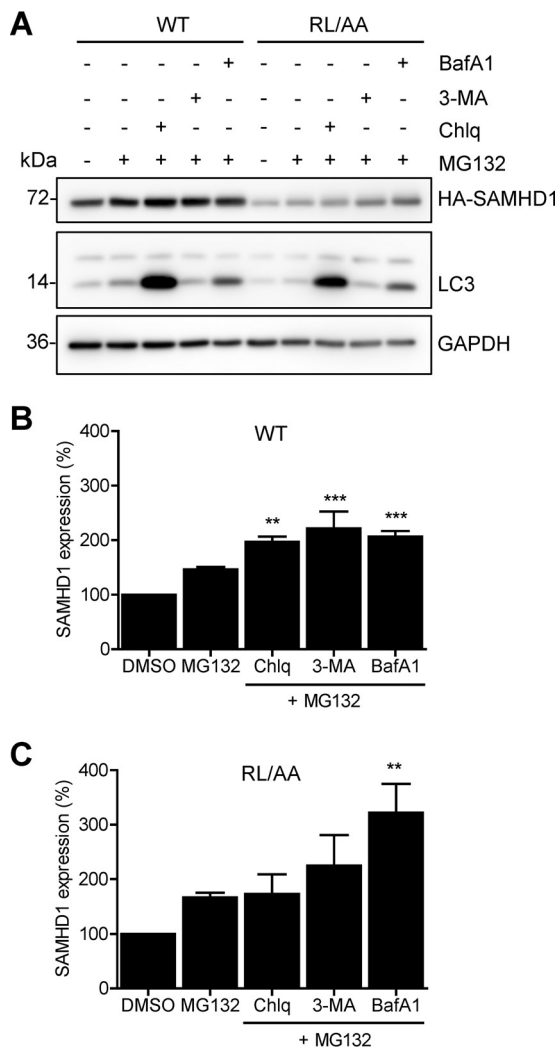 A
WT RL/AA
- - - - + - - - - + BafA1
- - - + - - - - + - 3-MA
- - + - - - - + - - Chlq
kDa - + + + + - + + + + MG132
72- HA-SAMHD1
14- LC3
36- GAPDH
B
WT
SAMHD1 expression (%)
400
300
200
100
0
** *** ***
DMSO MG132 Chlq 3-MA BafA1
+ MG132
C
RL/AA
SAMHD1 expression (%)
400
300
200
100
0
**
DMSO MG132 Chlq 3-MA BafA1
+ MG132